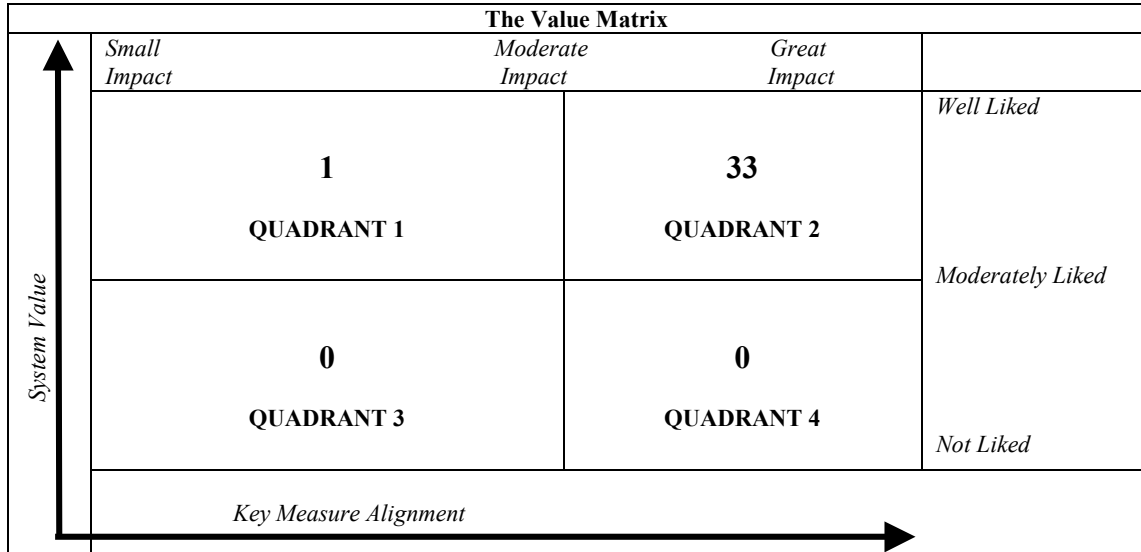 The Value Matrix
Small Moderate Great
Impact Impact Impact
Well Liked
1 33
QUADRANT 1 QUADRANT 2
Moderately Liked
System Value
0 0
QUADRANT 3 QUADRANT 4
Not Liked
Key Measure Alignment